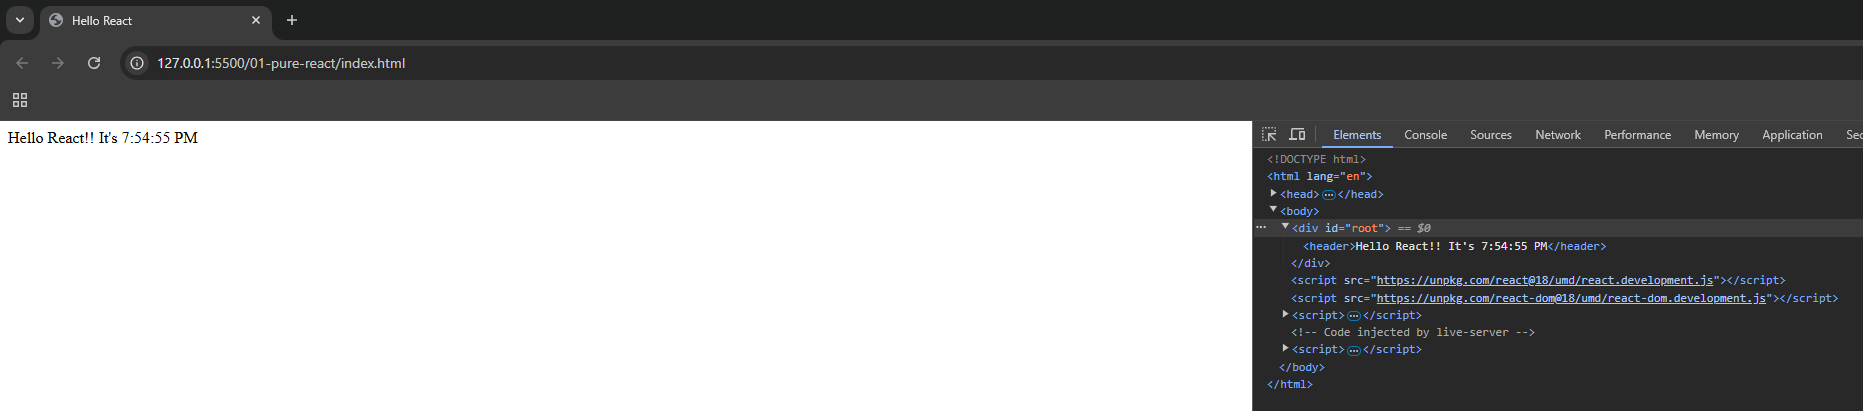 Hello React
127.0.0.1:5500/01-pure-react/index.html
Hello React!! It's 7:54:55 PM
Elements Console Sources Network Performance Memory Application Sec
<!DOCTYPE html>
<html lang="en">
<head>…</head>
<body>
… <div id="root"> == $0
<header>Hello React!! It's 7:54:55 PM</header>
</div>
<script src="https://unpkg.com/react@18/umd/react.development.js"></script>
<script src="https://unpkg.com/react-dom@18/umd/react-dom.development.js"></script>
<script>…</script>
<!-- Code injected by live-server -->
<script>…</script>
</body>
</html>